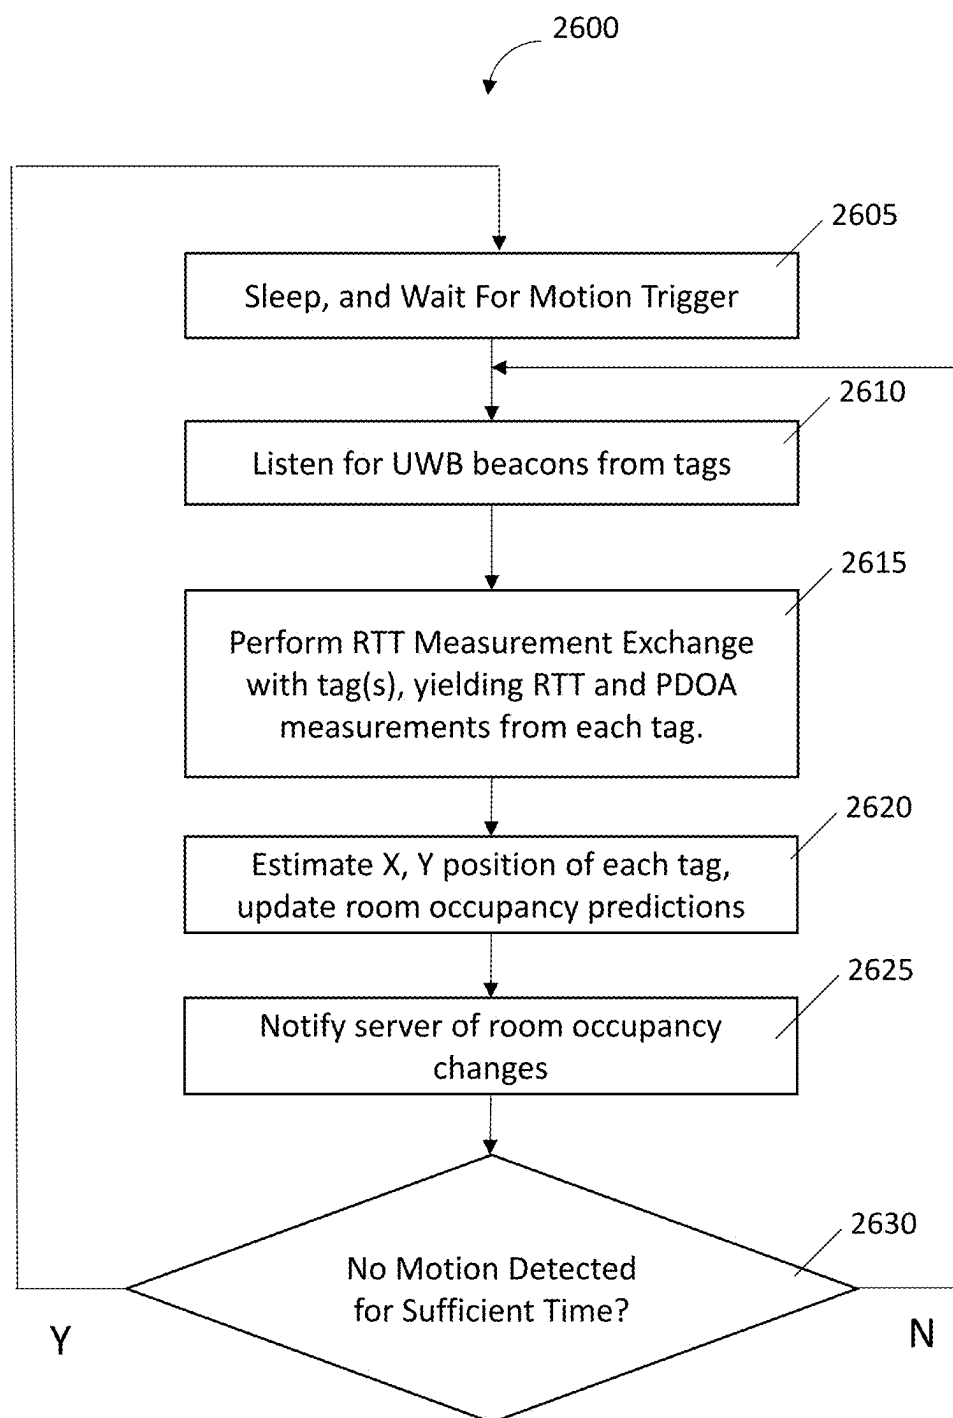 2600
2605
Sleep, and Wait For Motion Trigger
2610
Listen for UWB beacons from tags
2615
Perform RTT Measurement Exchange
with tag(s), yielding RTT and PDOA
measurements from each tag.
2620
Estimate X, Y position of each tag,
update room occupancy predictions
2625
Notify server of room occupancy
changes
2630
No Motion Detected
for Sufficient Time?
Y
N